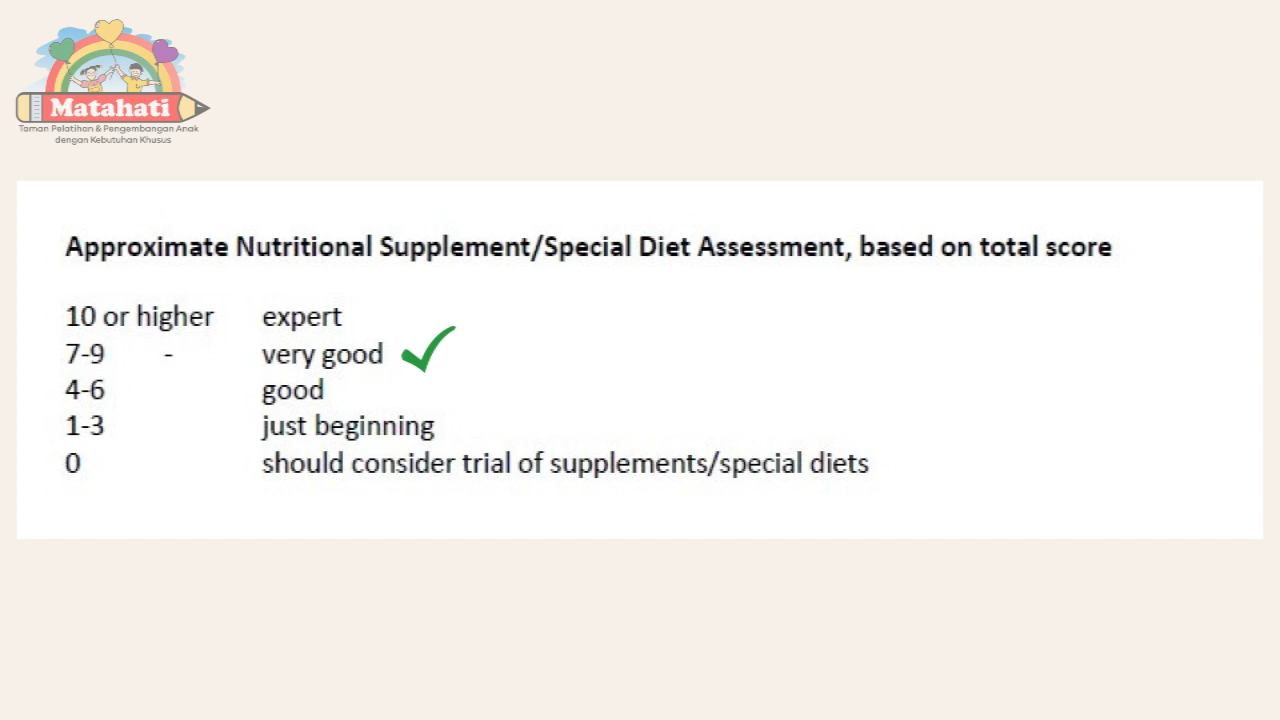 Matahati
Taman Pelatihan & Pengembangan Anak
dengan Kebutuhan Khusus
Approximate Nutritional Supplement/Special Diet Assessment, based on total score
10 or higher expert
7-9 - very good
4-6 good
1-3 just beginning
0 should consider trial of supplements/special diets